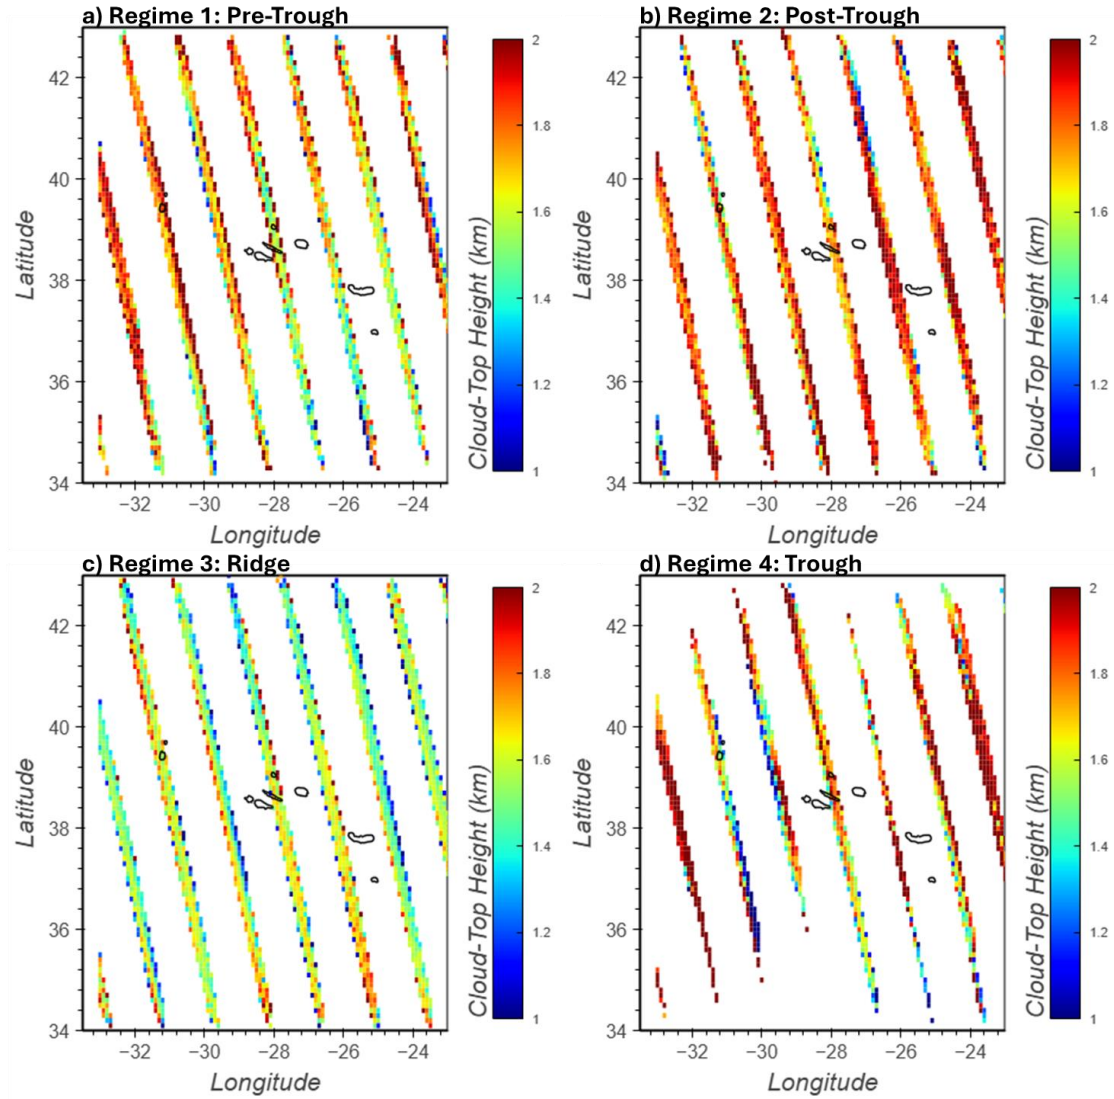 a) Regime 1: Pre-Trough
42
40
38
36
34
Latitude
−32 −30 −28 −26 −24
Longitude
2
1.8
1.6
1.4
1.2
1
Cloud-Top Height (km)
b) Regime 2: Post-Trough
42
40
38
36
34
Latitude
−32 −30 −28 −26 −24
Longitude
2
1.8
1.6
1.4
1.2
1
Cloud-Top Height (km)
c) Regime 3: Ridge
42
40
38
36
34
Latitude
−32 −30 −28 −26 −24
Longitude
2
1.8
1.6
1.4
1.2
1
Cloud-Top Height (km)
d) Regime 4: Trough
42
40
38
36
34
Latitude
−32 −30 −28 −26 −24
Longitude
2
1.8
1.6
1.4
1.2
1
Cloud-Top Height (km)